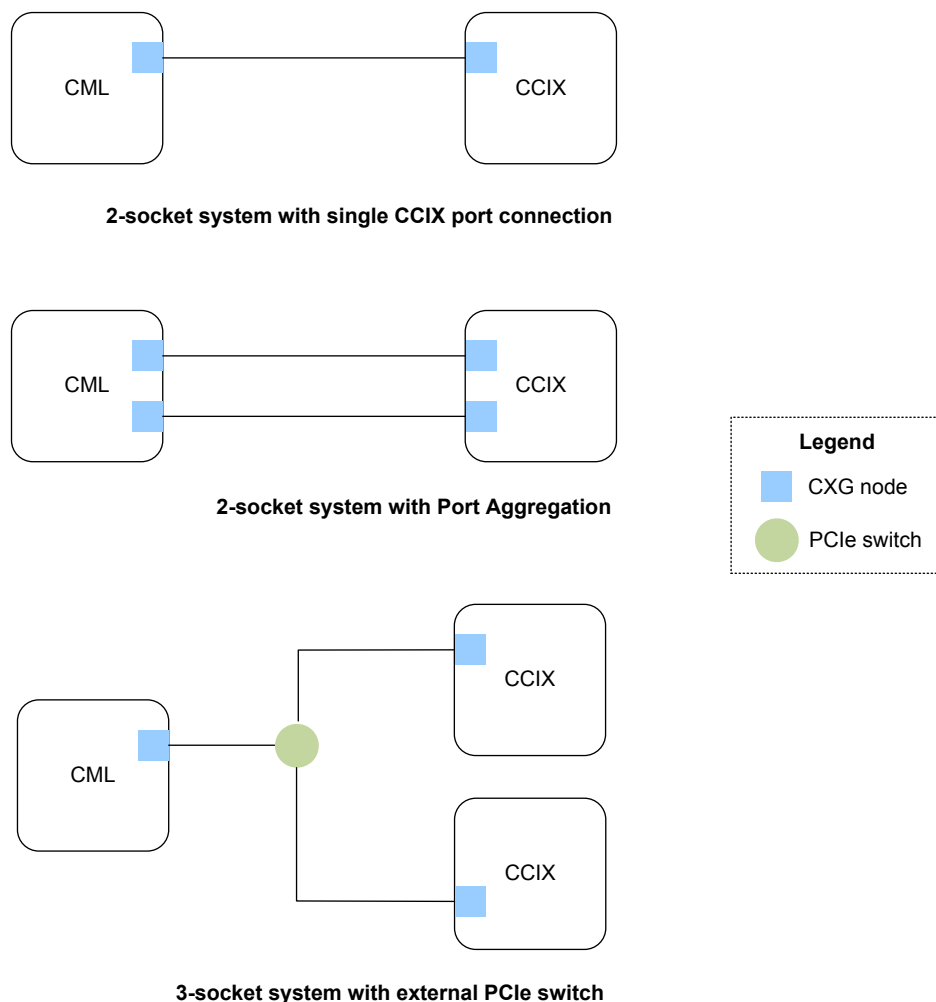 CML
CCIX
2-socket system with single CCIX port connection
CML
CCIX
2-socket system with Port Aggregation
Legend
CXG node
PCIe switch
CCIX
CML
CCIX
3-socket system with external PCIe switch